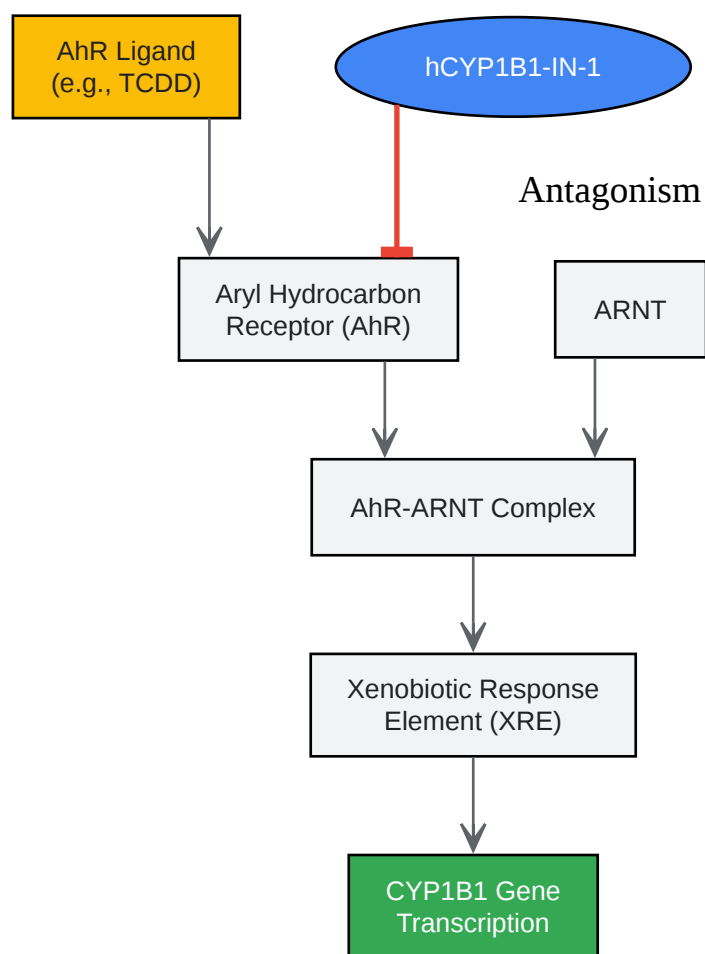 AhR Ligand
(e.g., TCDD)
hCYP1B1-IN-1
Antagonism
Aryl Hydrocarbon
Receptor (AhR)
ARNT
AhR-ARNT Complex
Xenobiotic Response
Element (XRE)
CYP1B1 Gene
Transcription